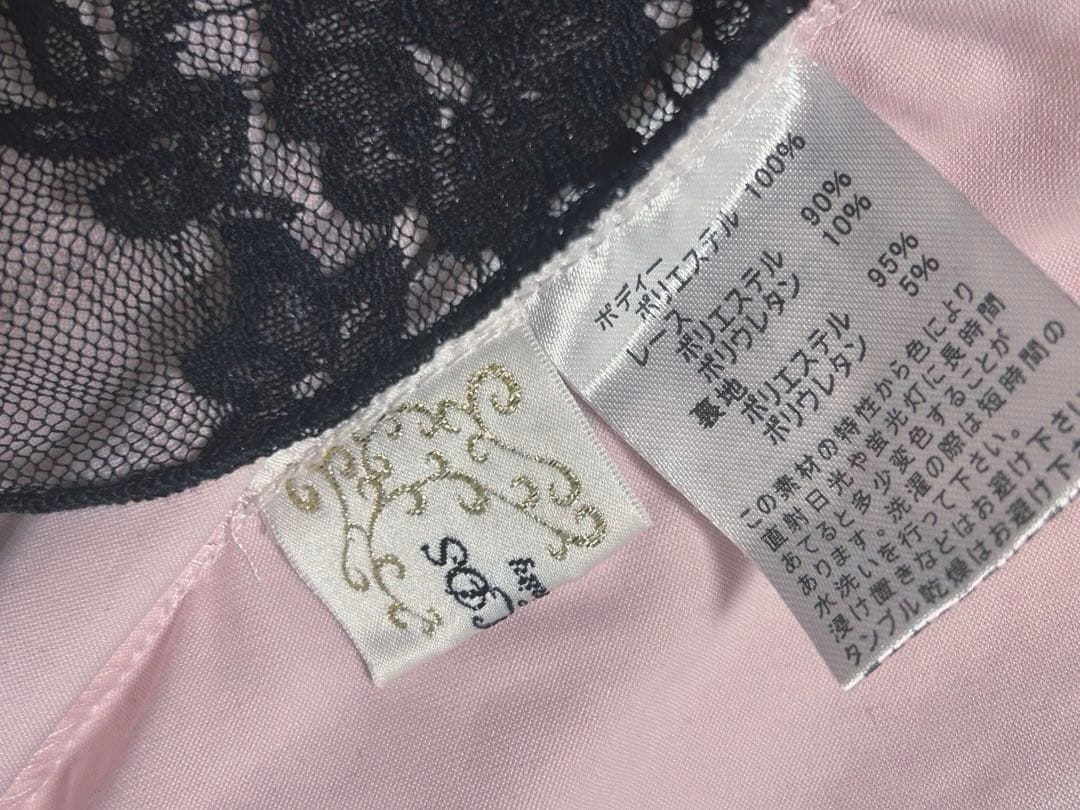 ボディー
ポリエステル 100%
レース
ポリエステル 90%
ポリウレタン 10%
裏地
ポリエステル 95%
ポリウレタン 5%
この素材の特性から色により
直射日光や蛍光灯に長時間
あてると多少変色することが
あります。洗濯の際は短時間の
水洗いを行って下さい。
浸け置きなどはお避け下さい
タンブル乾燥はお避け下さ